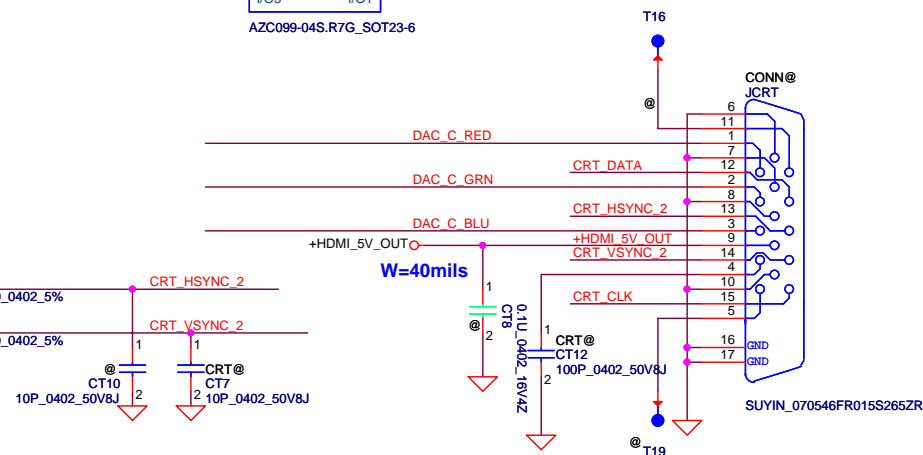 AZC099-04S.R7G_SOT23-6
T16
@
CONN@
JCRT
6
11
DAC_C_RED
1
7
CRT_DATA
12
DAC_C_GRN
2
8
CRT_HSYNC_2
13
DAC_C_BLU
3
+HDMI_5V_OUT
+HDMI_5V_OUT
9
CRT_VSYNC_2
14
W=40mils
4
10
CRT_CLK
15
5
16
GND
17
GND
SUYIN_070546FR015S265ZR
CRT_HSYNC_2
_0402_5%
CRT_VSYNC_2
_0402_5%
1
@
CT10
2
10P_0402_50V8J
1
CRT@
CT7
2
10P_0402_50V8J
1
@
2
CT8
0.1U_0402_16V4Z
1
CRT@
CT12
100P_0402_50V8J
2
@
T19